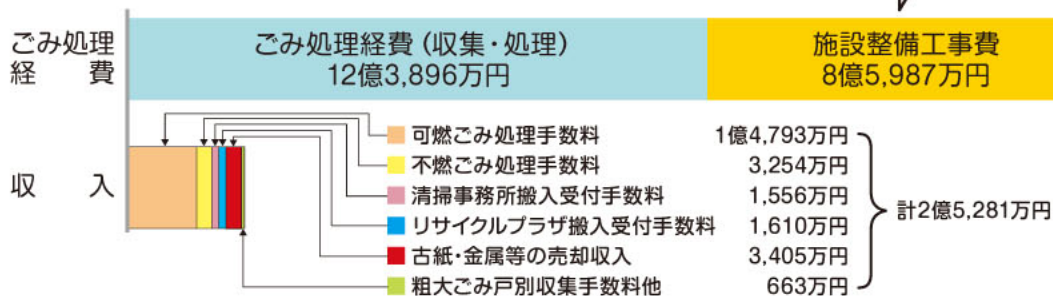 ごみ処理
経費
ごみ処理経費(収集・処理)
12億3,896万円
施設整備工事費
8億5,987万円
収入
可燃ごみ処理手数料 1億4,793万円
不燃ごみ処理手数料 3,254万円
清掃事務所搬入受付手数料 1,556万円
リサイクルプラザ搬入受付手数料 1,610万円
古紙・金属等の売却収入 3,405万円
粗大ごみ戸別収集手数料他 663万円
計2億5,281万円